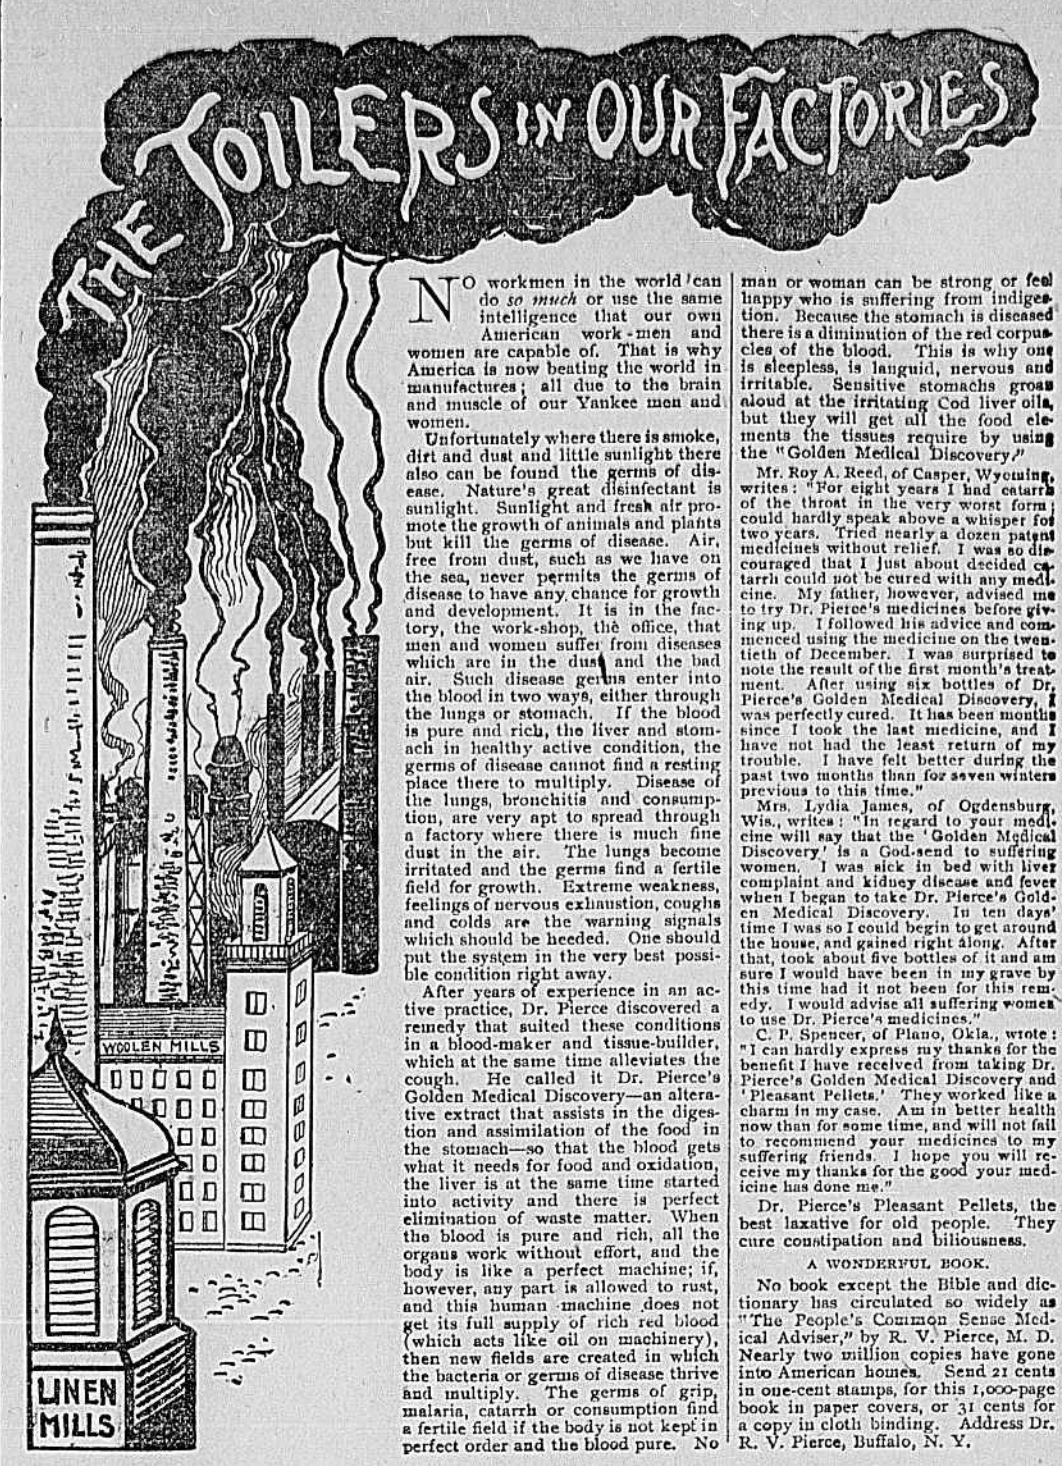 THE TOILERS IN OUR FACTORIES
NO workmen in the world can
do so much or use the same
intelligence that our own
American work-men and
women are capable of. That is why
America is now beating the world in
manufactures; all due to the brain
and muscle of our Yankee men and
women.
Unfortunately where there is smoke,
dirt and dust and little sunlight there
also can be found the germs of dis-
ease. Nature's great disinfectant is
sunlight. Sunlight and fresh air pro-
mote the growth of animals and plants
but kill the germs of disease. Air,
free from dust, such as we have on
the sea, never permits the germs of
disease to have any chance for growth
and development. It is in the fac-
tory, the work-shop, the office, that
men and women suffer from diseases
which are in the dust and the bad
air. Such disease germs enter into
the blood in two ways, either through
the lungs or stomach. If the blood
is pure and rich, the liver and stom-
ach in healthy active condition, the
germs of disease cannot find a resting
place there to multiply. Disease of
the lungs, bronchitis and consump-
tion, are very apt to spread through
a factory where there is much fine
dust in the air. The lungs become
irritated and the germs find a fertile
field for growth. Extreme weakness,
feelings of nervous exhaustion, coughs
and colds are the warning signals
which should be heeded. One should
put the system in the very best possi-
ble condition right away.
After years of experience in an ac-
tive practice, Dr. Pierce discovered a
remedy that suited these conditions
in a blood-maker and tissue-builder,
which at the same time alleviates the
cough. He called it Dr. Pierce's
Golden Medical Discovery—an altera-
tive extract that assists in the diges-
tion and assimilation of the food in
the stomach—so that the blood gets
what it needs for food and oxidation,
the liver is at the same time started
into activity and there is perfect
elimination of waste matter. When
the blood is pure and rich, all the
organs work without effort, and the
body is like a perfect machine; if,
however, any part is allowed to rust,
and this human machine does not
get its full supply of rich red blood
(which acts like oil on machinery),
then new fields are created in which
the bacteria or germs of disease thrive
and multiply. The germs of grip,
malaria, catarrh or consumption find
a fertile field if the body is not kept in
perfect order and the blood pure. No
man or woman can be strong or feel
happy who is suffering from indiges-
tion. Because the stomach is diseased
there is a diminution of the red corpus-
cles of the blood. This is why one
is sleepless, is languid, nervous and
irritable. Sensitive stomachs groan
aloud at the irritating Cod liver oils,
but they will get all the food ele-
ments the tissues require by using
the "Golden Medical Discovery."
Mr. Roy A. Reed, of Casper, Wyoming,
writes: "For eight years I had catarrh
of the throat in the very worst form;
could hardly speak above a whisper for
two years. Tried nearly a dozen patent
medicines without relief. I was so dis-
couraged that I just about decided ca-
tarrh could not be cured with any medi-
cine. My father, however, advised me
to try Dr. Pierce's medicines before giv-
ing up. I followed his advice and com-
menced using the medicine on the twen-
tieth of December. I was surprised to
note the result of the first month's treat-
ment. After using six bottles of Dr.
Pierce's Golden Medical Discovery, I
was perfectly cured. It has been months
since I took the last medicine, and I
have not had the least return of my
trouble. I have felt better during the
past two months than for seven winters
previous to this time."
Mrs. Lydia James, of Ogdensburg,
Wis., writes: "In regard to your medi-
cine will say that the 'Golden Medical
Discovery' is a God-send to suffering
women. I was sick in bed with liver
complaint and kidney disease and fever
when I began to take Dr. Pierce's Gold-
en Medical Discovery. In ten days'
time I was so I could begin to get around
the house, and gained right along. After
that, took about five bottles of it and am
sure I would have been in my grave by
this time had it not been for this rem-
edy. I would advise all suffering women
to use Dr. Pierce's medicines."
C. P. Spencer, of Plano, Okla., wrote:
"I can hardly express my thanks for the
benefit I have received from taking Dr.
Pierce's Golden Medical Discovery and
'Pleasant Pellets.' They worked like a
charm in my case. Am in better health
now than for some time, and will not fail
to recommend your medicines to my
suffering friends. I hope you will re-
ceive my thanks for the good your med-
icine has done me."
Dr. Pierce's Pleasant Pellets, the
best laxative for old people. They
cure constipation and biliousness.
A WONDERFUL BOOK.
No book except the Bible and dic-
tionary has circulated so widely as
"The People's Common Sense Med-
ical Adviser," by R. V. Pierce, M. D.
Nearly two million copies have gone
into American homes. Send 21 cents
in one-cent stamps, for this 1,000-page
book in paper covers, or 31 cents for
a copy in cloth binding. Address Dr.
R. V. Pierce, Buffalo, N. Y.
WOOLEN MILLS
LINEN
MILLS